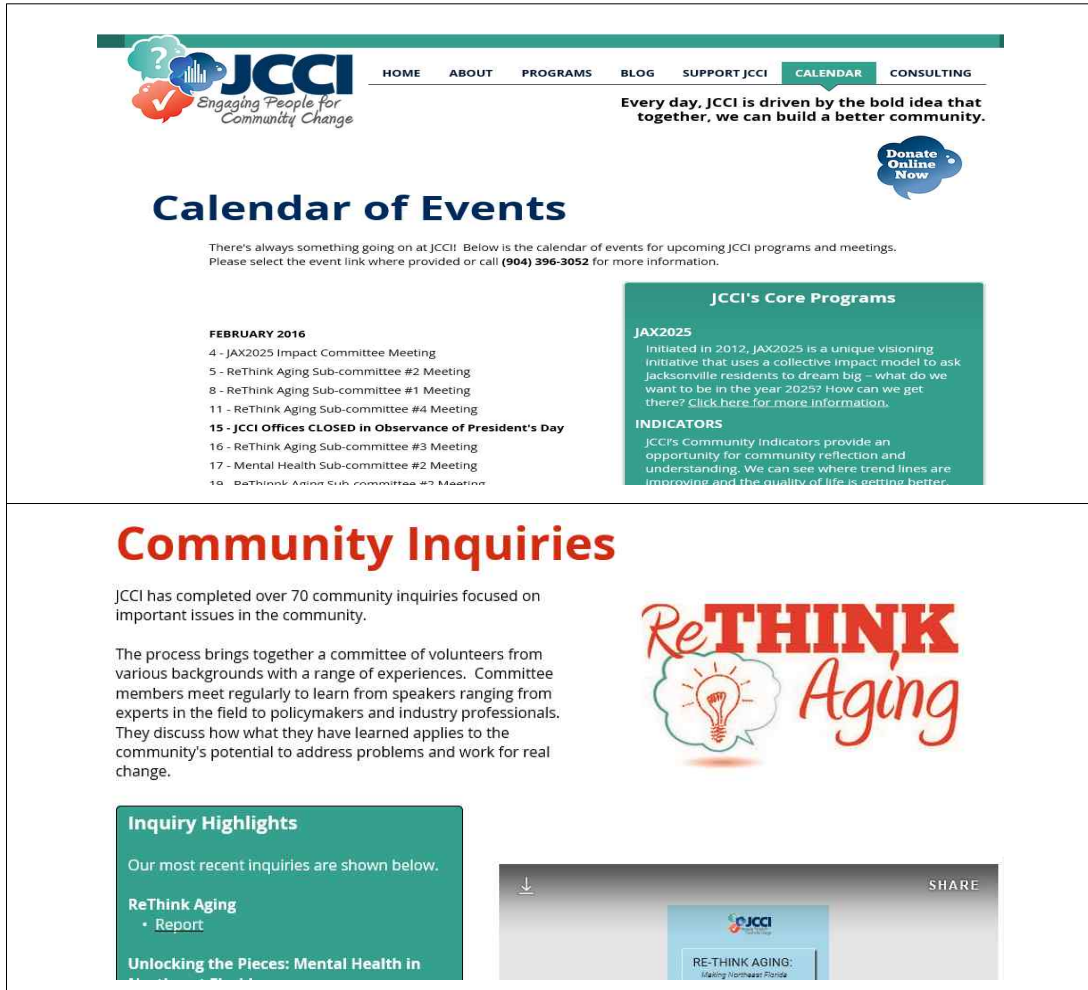 JCCI
Engaging People for
Community Change
HOME ABOUT PROGRAMS BLOG SUPPORT JCCI CALENDAR CONSULTING
Every day, JCCI is driven by the bold idea that
together, we can build a better community.
Donate
Online
Now
Calendar of Events
There's always something going on at JCCI! Below is the calendar of events for upcoming JCCI programs and meetings.
Please select the event link where provided or call (904) 396-3052 for more information.
FEBRUARY 2016
4 - JAX2025 Impact Committee Meeting
5 - ReThink Aging Sub-committee #2 Meeting
8 - ReThink Aging Sub-committee #1 Meeting
11 - ReThink Aging Sub-committee #4 Meeting
15 - JCCI Offices CLOSED in Observance of President's Day
16 - ReThink Aging Sub-committee #3 Meeting
17 - Mental Health Sub-committee #2 Meeting
19 - ReThinnk Aging Sub-committee #2 Meeting
JCCI's Core Programs
JAX2025
Initiated in 2012, JAX2025 is a unique visioning
initiative that uses a collective impact model to ask
Jacksonville residents to dream big – what do we
want to be in the year 2025? How can we get
there? Click here for more information.
INDICATORS
JCCI's Community Indicators provide an
opportunity for community reflection and
understanding. We can see where trend lines are
improving and the quality of life is getting better,
Community Inquiries
JCCI has completed over 70 community inquiries focused on
important issues in the community.
The process brings together a committee of volunteers from
various backgrounds with a range of experiences. Committee
members meet regularly to learn from speakers ranging from
experts in the field to policymakers and industry professionals.
They discuss how what they have learned applies to the
community's potential to address problems and work for real
change.
ReTHINK
Aging
Inquiry Highlights
Our most recent inquiries are shown below.
ReThink Aging
• Report
Unlocking the Pieces: Mental Health in
SHARE
JCCI
RE-THINK AGING:
Making Northeast Florida